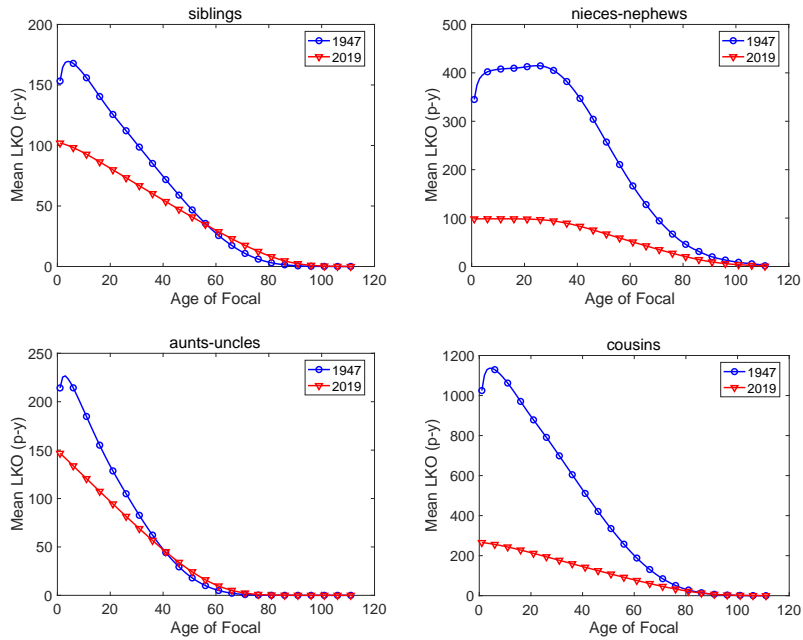 siblings
200
150
100
50
0
Mean LKO (p-y)
0 20 40 60 80 100 120
Age of Focal
1947
2019
nieces-nephews
500
400
300
200
100
0
Mean LKO (p-y)
0 20 40 60 80 100 120
Age of Focal
1947
2019
aunts-uncles
250
200
150
100
50
0
Mean LKO (p-y)
0 20 40 60 80 100 120
Age of Focal
1947
2019
cousins
1200
1000
800
600
400
200
0
Mean LKO (p-y)
0 20 40 60 80 100 120
Age of Focal
1947
2019